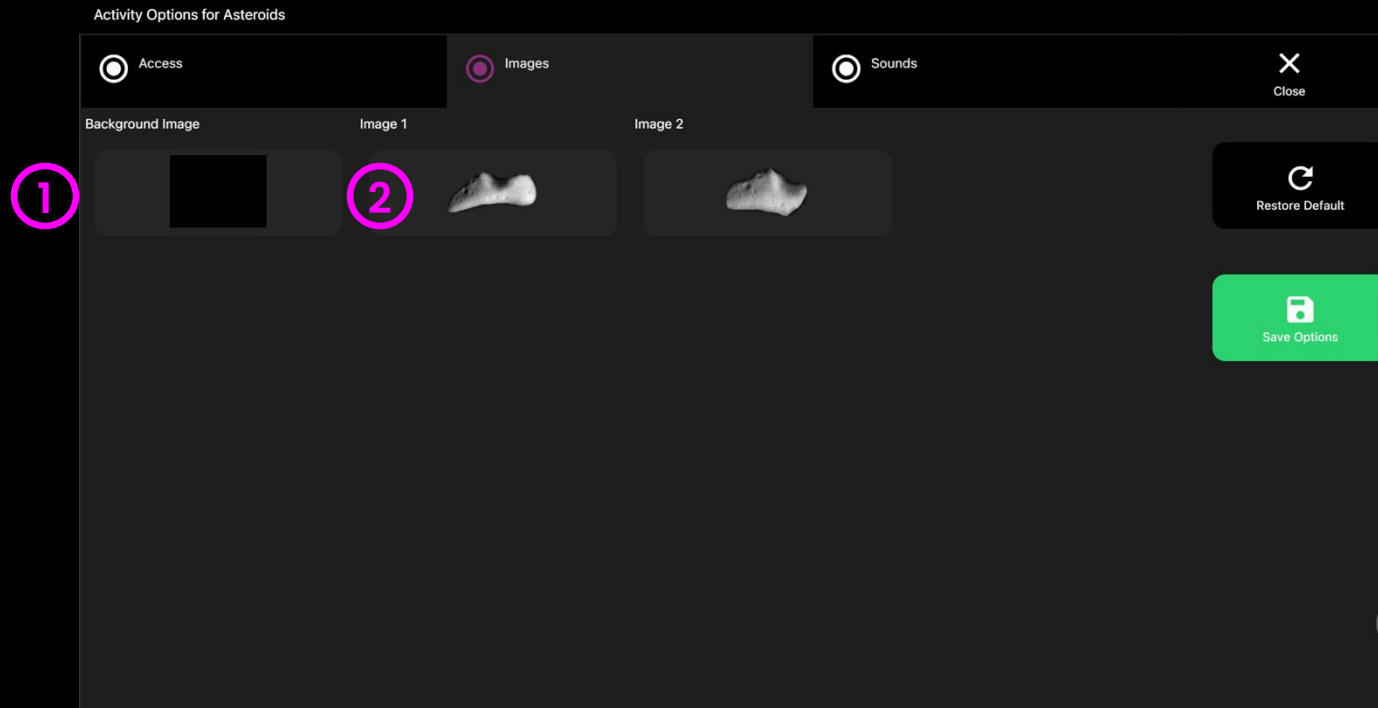 Activity Options for Asteroids
Access
Images
Sounds
Close
Background Image
Image 1
Image 2
1
2
Restore Default
Save Options